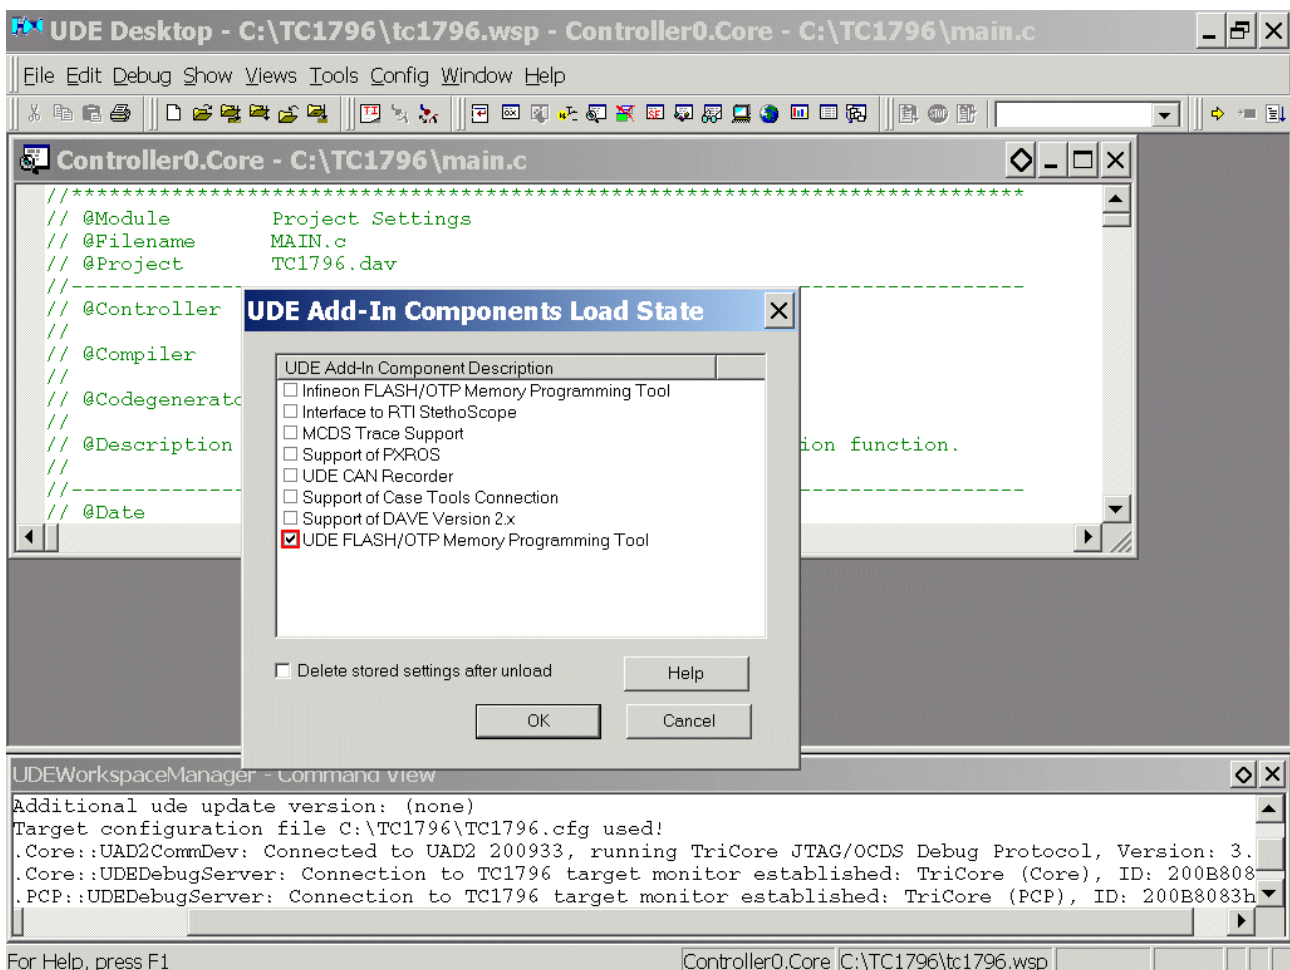 UDE Desktop - C:\TC1796\tc1796.wsp - Controller0.Core - C:\TC1796\main.c
File Edit Debug Show Views Tools Config Window Help
Controller0.Core - C:\TC1796\main.c
//*****************************************************************************
// @Module        Project Settings
// @Filename      MAIN.c
// @Project       TC1796.dav
//-----------------------------------------------------------------------------
// @Controller
//
// @Compiler
//
// @Codegenerato
//
// @Description ion function.
//
//-----------------------------------------------------------------------------
// @Date
UDE Add-In Components Load State
UDE Add-In Component Description
Infineon FLASH/OTP Memory Programming Tool
Interface to RTI StethoScope
MCDS Trace Support
Support of PXROS
UDE CAN Recorder
Support of Case Tools Connection
Support of DAVE Version 2.x
UDE FLASH/OTP Memory Programming Tool
Delete stored settings after unload
Help
OK
Cancel
UDEWorkspaceManager - Command View
Additional ude update version: (none)
Target configuration file C:\TC1796\TC1796.cfg used!
.Core::UAD2CommDev: Connected to UAD2 200933, running TriCore JTAG/OCDS Debug Protocol, Version: 3.
.Core::UDEDebugServer: Connection to TC1796 target monitor established: TriCore (Core), ID: 200B808
.PCP::UDEDebugServer: Connection to TC1796 target monitor established: TriCore (PCP), ID: 200B8083h
For Help, press F1
Controller0.Core C:\TC1796\tc1796.wsp